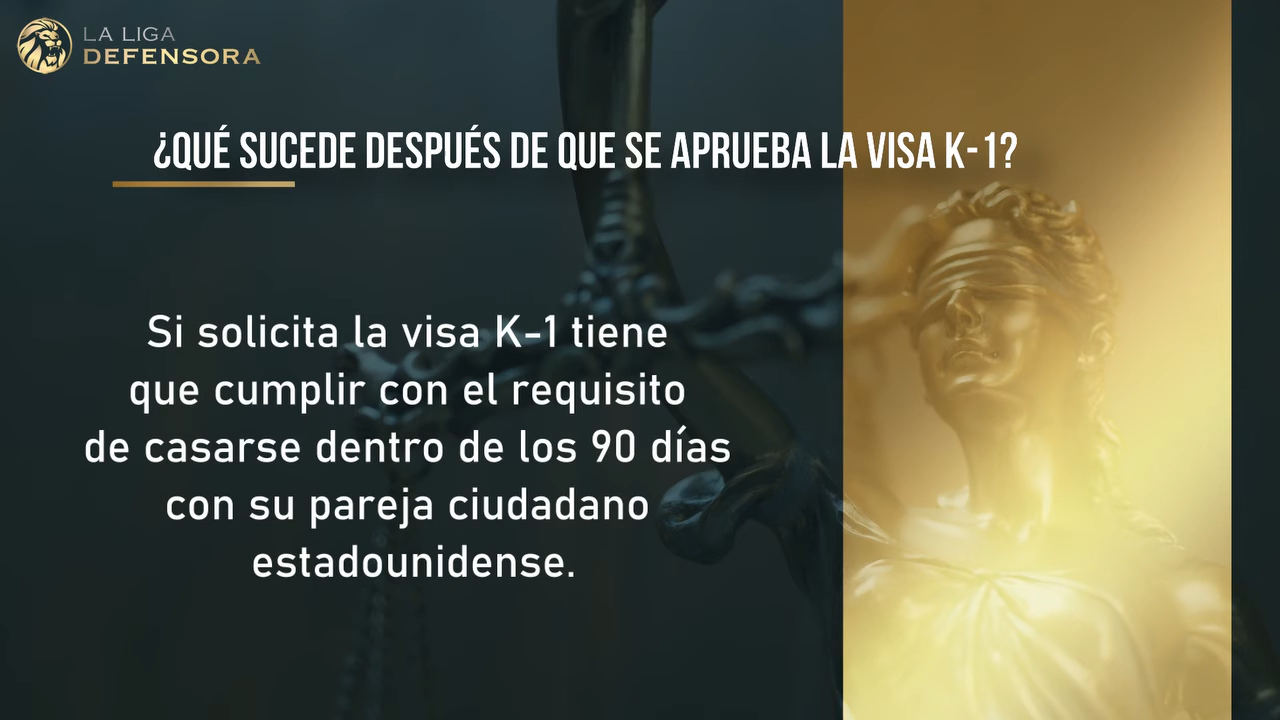 LA LIGA
DEFENSORA
¿QUÉ SUCEDE DESPUÉS DE QUE SE APRUEBA LA VISA K-1?
Si solicita la visa K-1 tiene
que cumplir con el requisito
de casarse dentro de los 90 días
con su pareja ciudadano
estadounidense.